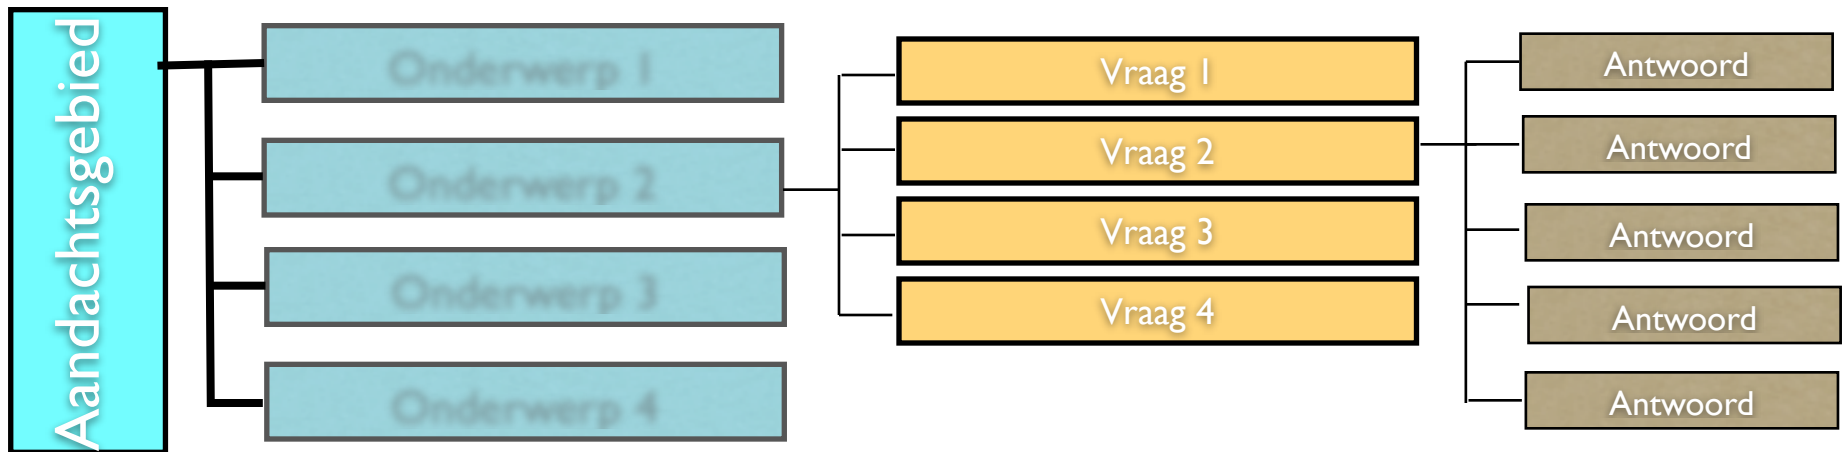 Aandachtsgebied
Onderwerp 1
Onderwerp 2
Onderwerp 3
Onderwerp 4
Vraag 1
Vraag 2
Vraag 3
Vraag 4
Antwoord
Antwoord
Antwoord
Antwoord
Antwoord